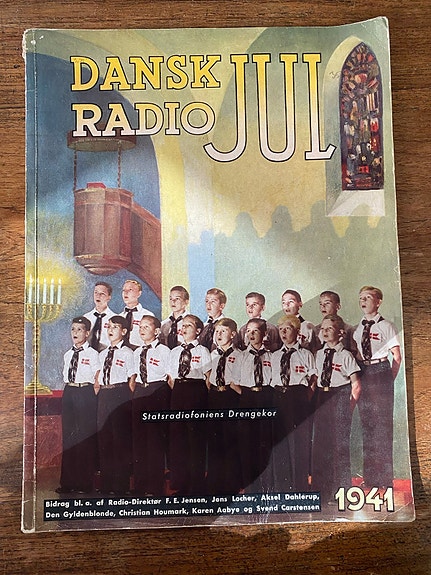 DANSK
RADIO JUL
Statsradiofoniens Drengekor
Bidrag bl. a. af Radio-Direktør F. E. Jensen, Jens Locher, Aksel Dahlerup,
Den Gyldenblonde, Christian Houmark, Karen Aabye og Svend Carstensen
1941